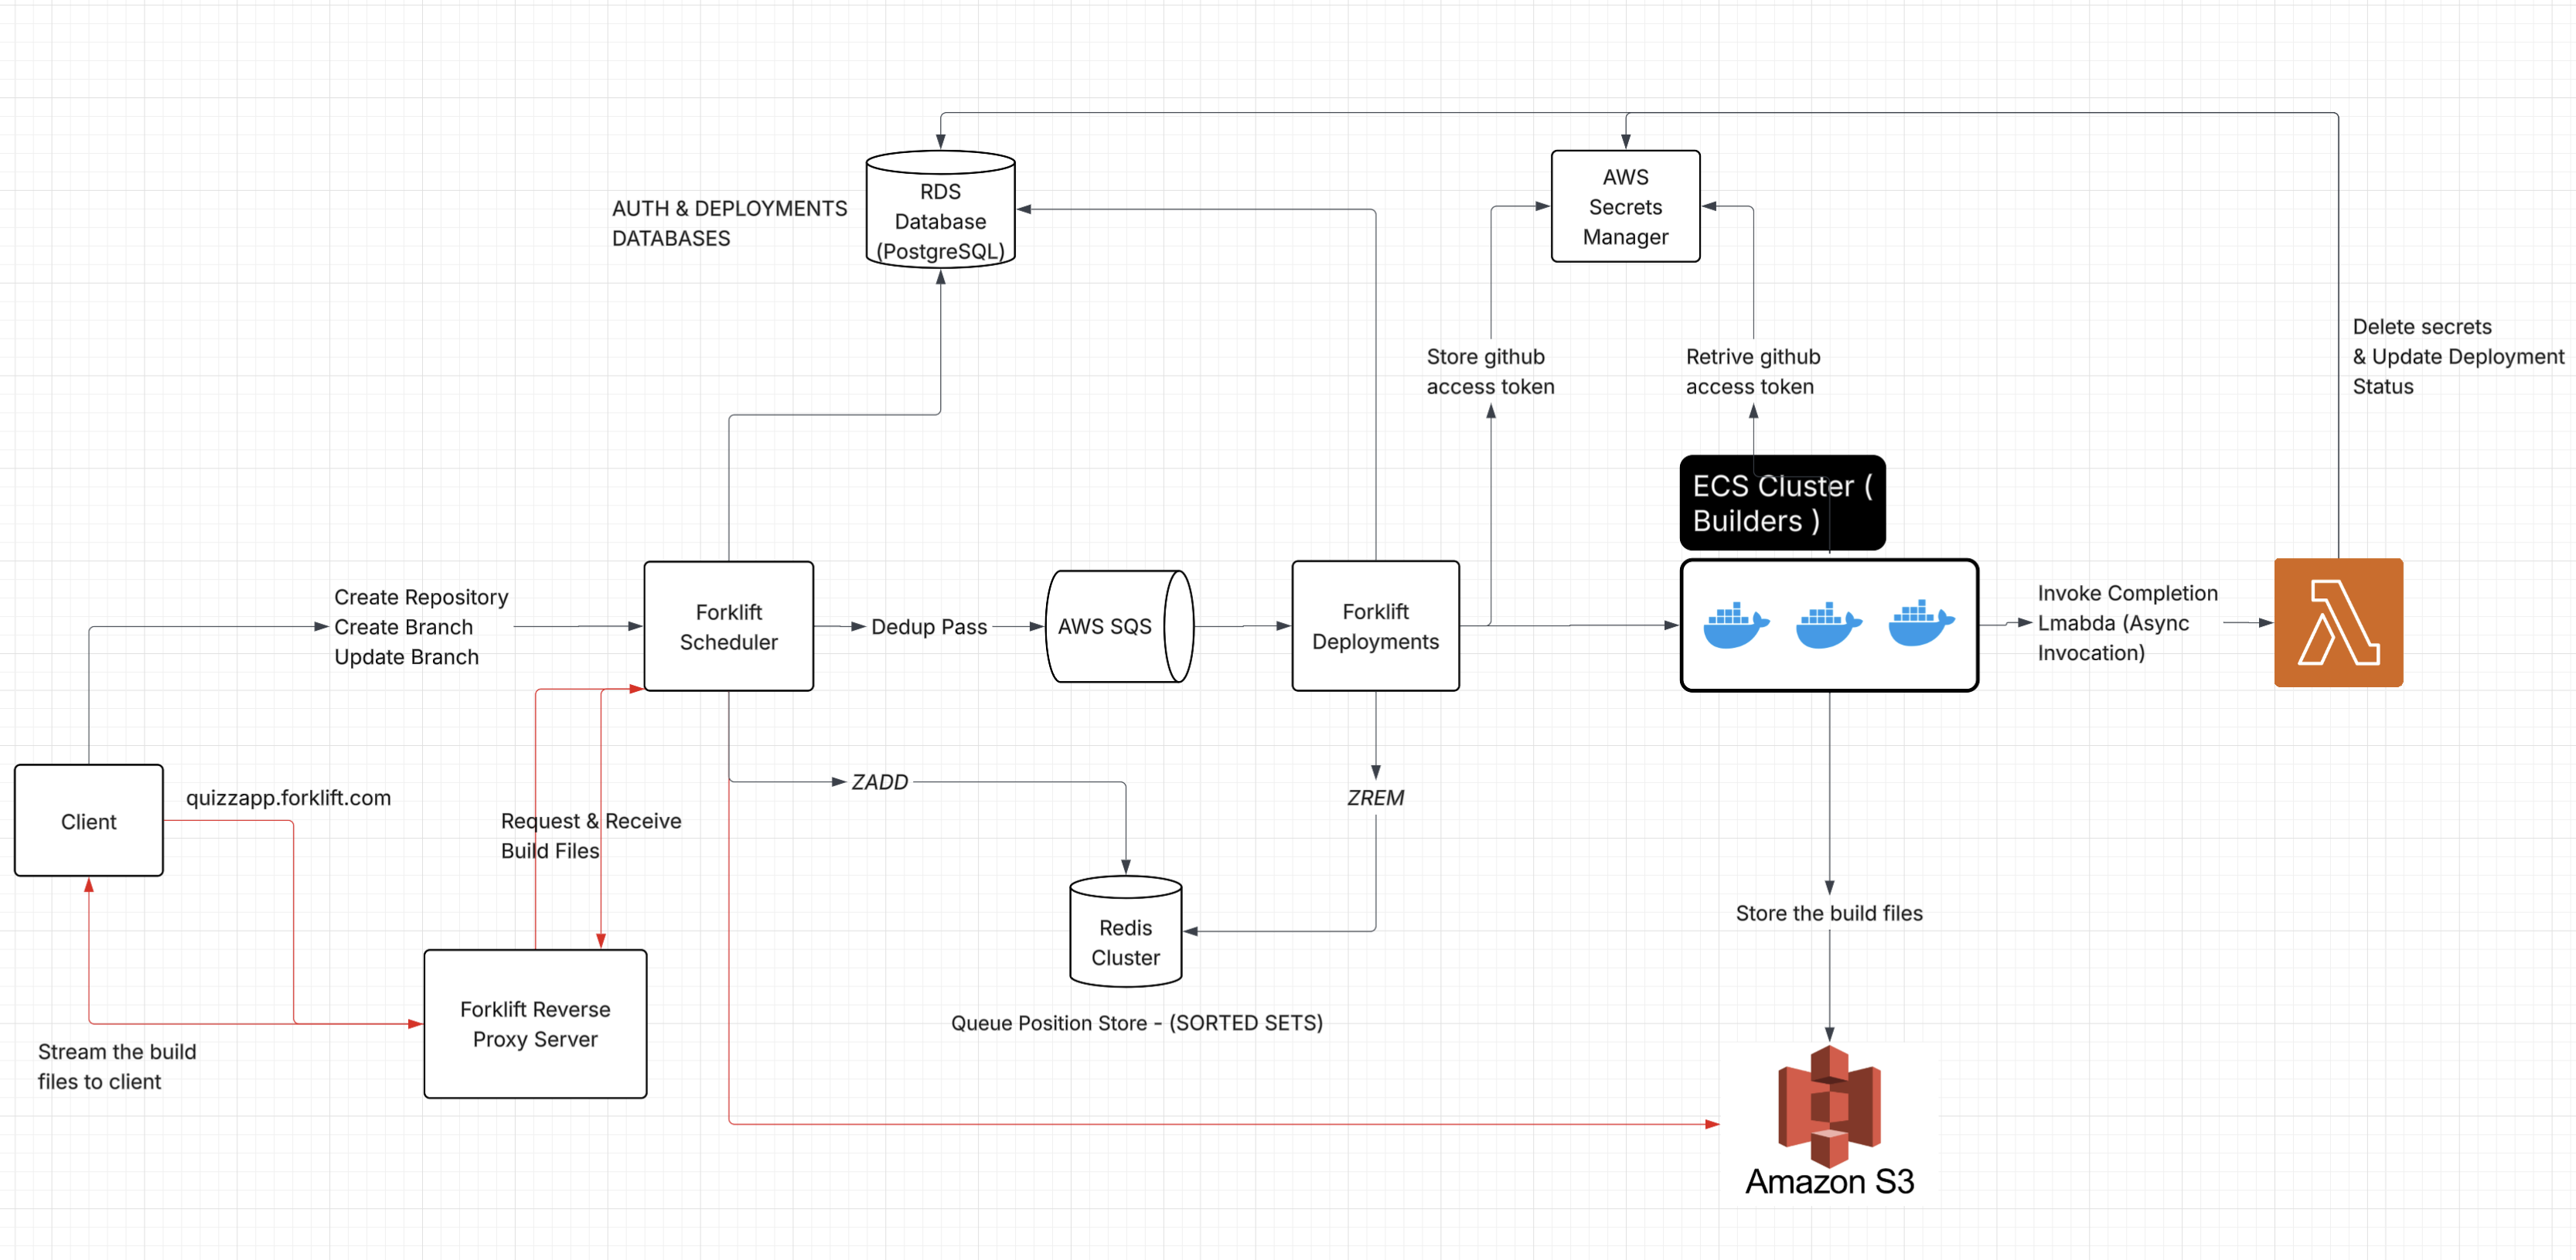 RDS
Database
(PostgreSQL)
AUTH & DEPLOYMENTS
DATABASES
AWS
Secrets
Manager
Store github
access token
Retrive github
access token
Delete secrets
& Update Deployment
Status
ECS Cluster (
Builders )
Create Repository
Create Branch
Update Branch
Forklift
Scheduler
Dedup Pass
AWS SQS
Forklift
Deployments
Invoke Completion
Lmabda (Async
Invocation)
Client
quizzapp.forklift.com
Request & Receive
Build Files
ZADD
ZREM
Redis
Cluster
Queue Position Store - (SORTED SETS)
Store the build files
Forklift Reverse
Proxy Server
Stream the build
files to client
Amazon S3